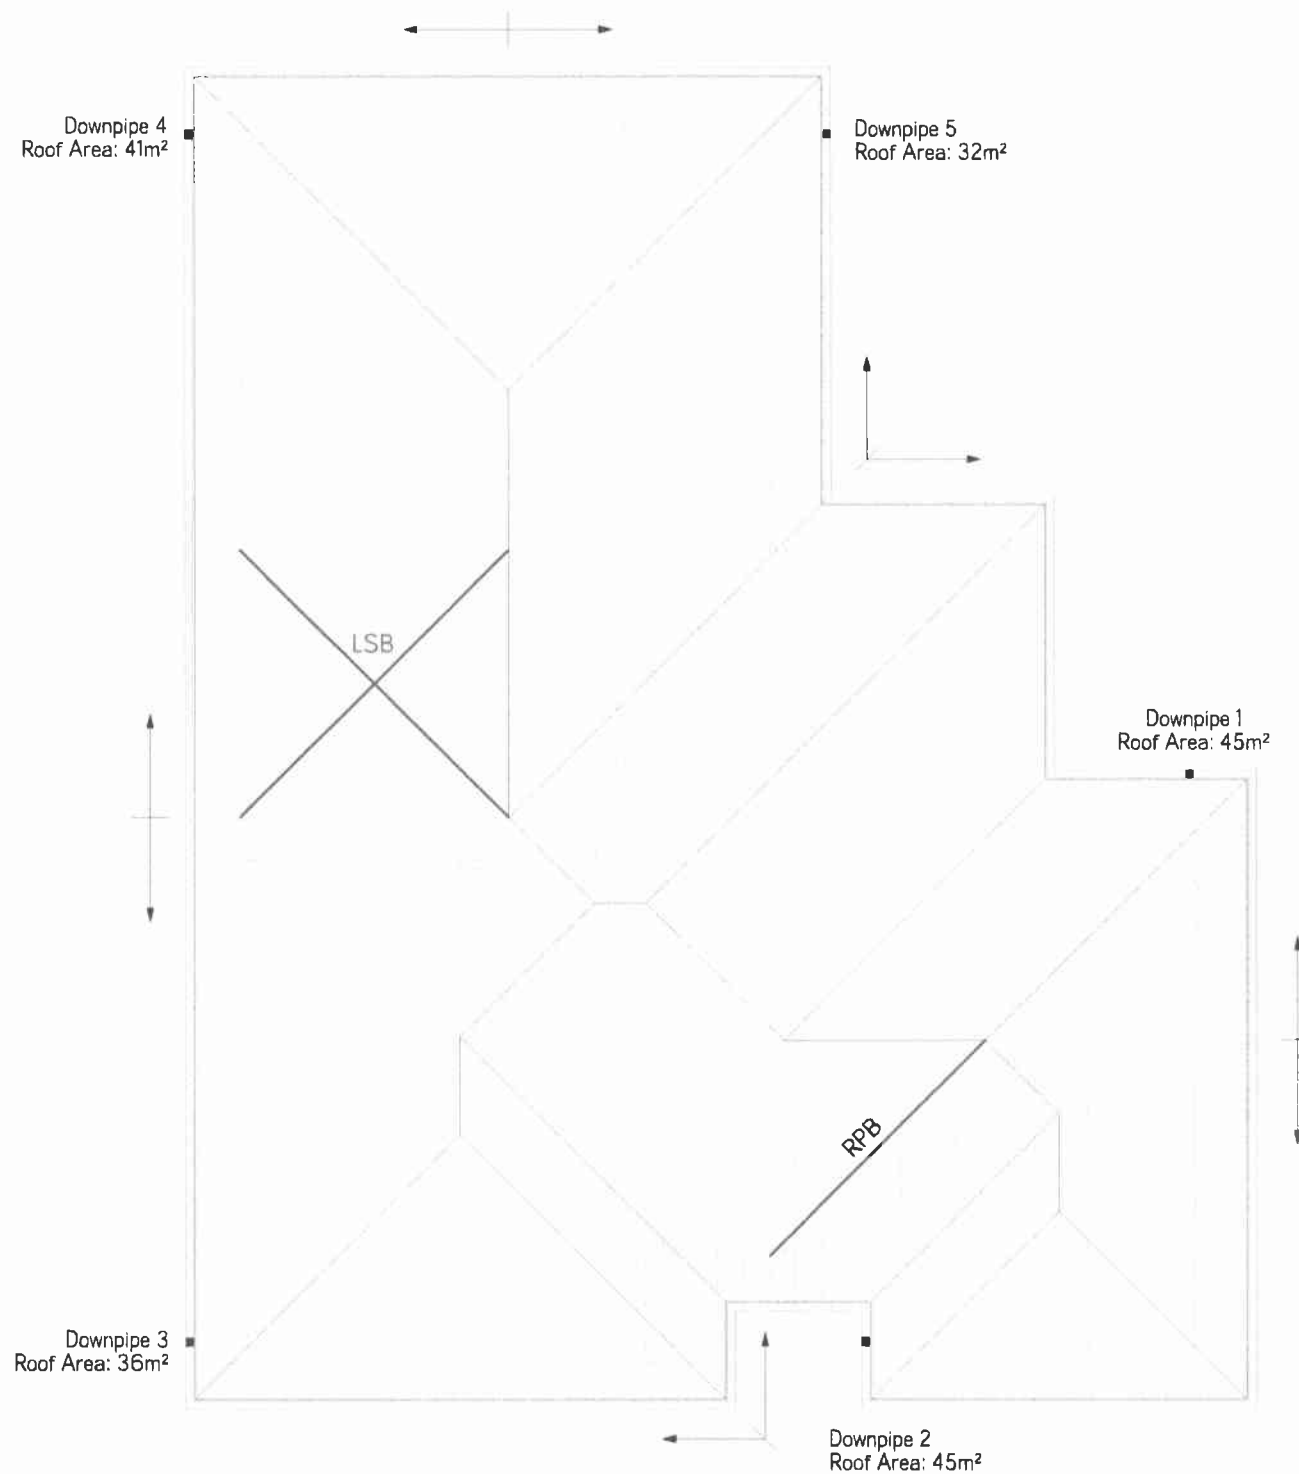 Downpipe 4
Roof Area: 41m²
Downpipe 5
Roof Area: 32m²
LSB
Downpipe 1
Roof Area: 45m²
RPB
Downpipe 3
Roof Area: 36m²
Downpipe 2
Roof Area: 45m²